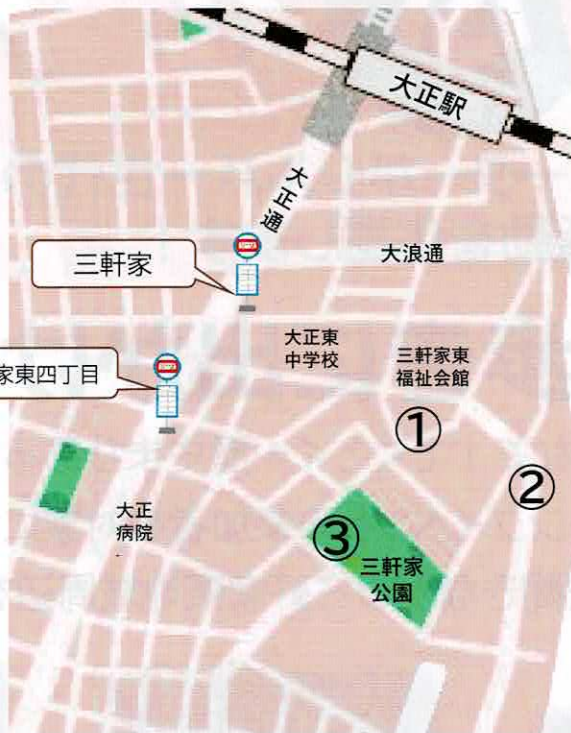 大正駅
大正通
三軒家
大浪通
大正東
中学校
三軒家東
福祉会館
家東四丁目
①
②
大正
病院
③
三軒家
公園